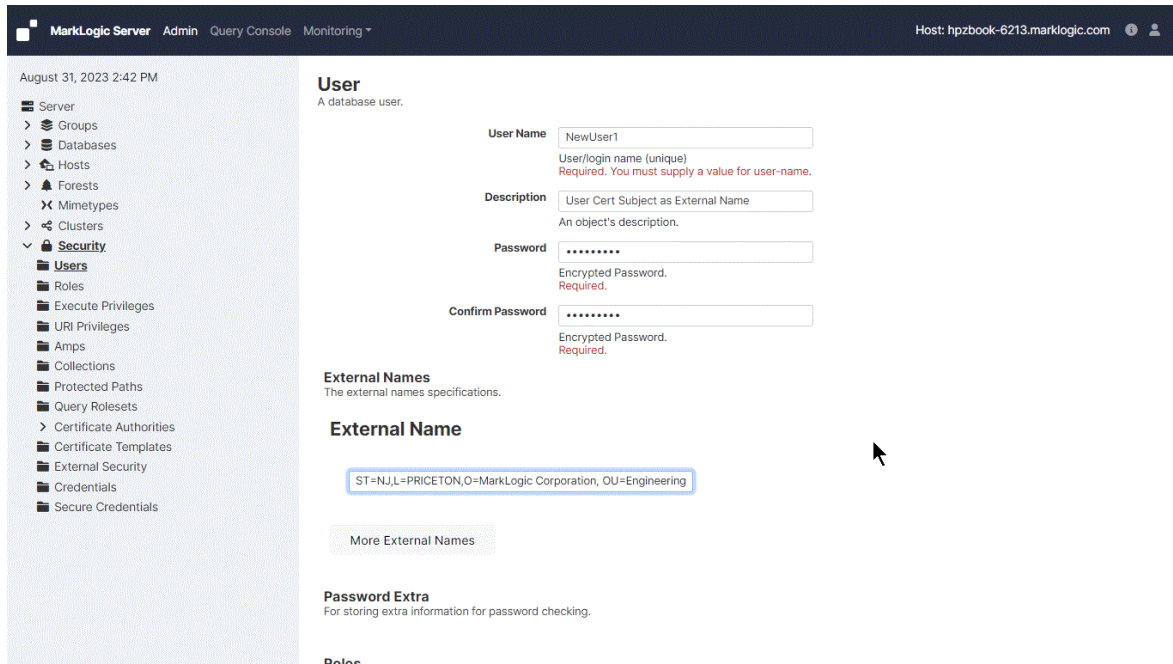 MarkLogic Server Admin Query Console Monitoring Host: hpzbook-6213.marklogic.com
August 31, 2023 2:42 PM
Server
Groups
Databases
Hosts
Forests
Mimetypes
Clusters
Security
Users
Roles
Execute Privileges
URI Privileges
Amps
Collections
Protected Paths
Query Rolesets
Certificate Authorities
Certificate Templates
External Security
Credentials
Secure Credentials
User
A database user.
User Name NewUser1
User/login name (unique)
Required. You must supply a value for user-name.
Description User Cert Subject as External Name
An object's description.
Password •••••••••
Encrypted Password.
Required.
Confirm Password •••••••••
Encrypted Password.
Required.
External Names
The external names specifications.
External Name
ST=NJ,L=PRICETON,O=MarkLogic Corporation, OU=Engineering
More External Names
Password Extra
For storing extra information for password checking.
Roles